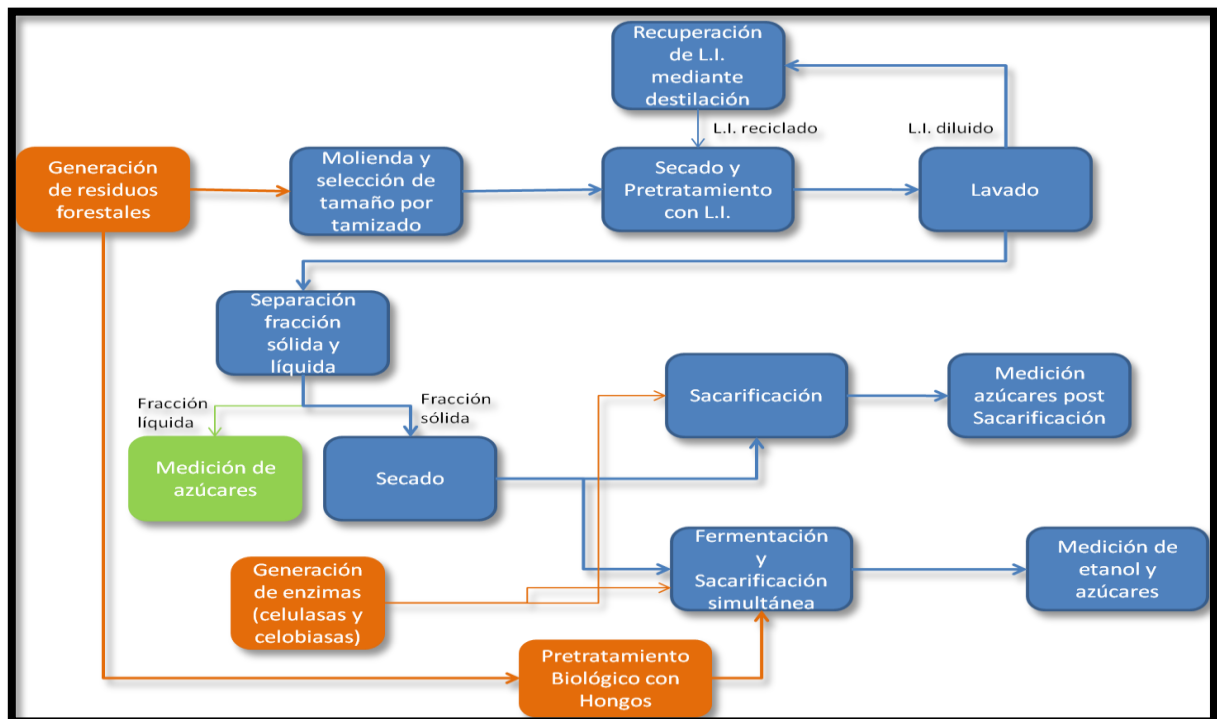 Recuperación
de L.I.
mediante
destilación
L.I. reciclado
L.I. diluido
Generación
de residuos
forestales
Molienda y
selección de
tamaño por
tamizado
Secado y
Pretratamiento
con L.I.
Lavado
Separación
fracción
sólida y
líquida
Fracción
líquida
Fracción
sólida
Medición de
azúcares
Secado
Sacarificación
Medición
azúcares post
Sacarificación
Generación
de enzimas
(celulasas y
celobiasas)
Fermentación
y
Sacarificación
simultánea
Medición de
etanol y
azúcares
Pretratamiento
Biológico con
Hongos